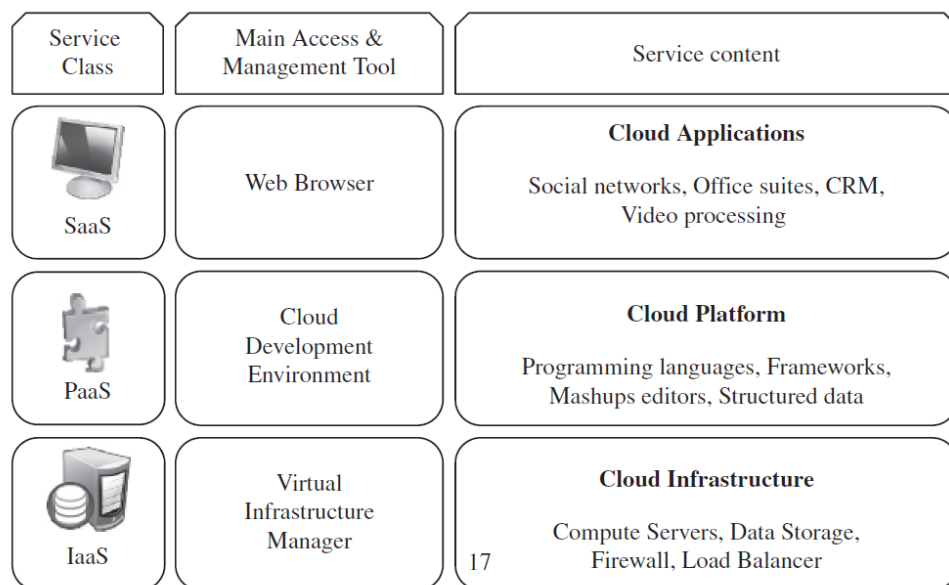 Service
Class
Main Access &
Management Tool
Service content
SaaS
Web Browser
Cloud Applications
Social networks, Office suites, CRM,
Video processing
PaaS
Cloud
Development
Environment
Cloud Platform
Programming languages, Frameworks,
Mashups editors, Structured data
IaaS
Virtual
Infrastructure
Manager
Cloud Infrastructure
Compute Servers, Data Storage,
Firewall, Load Balancer
17